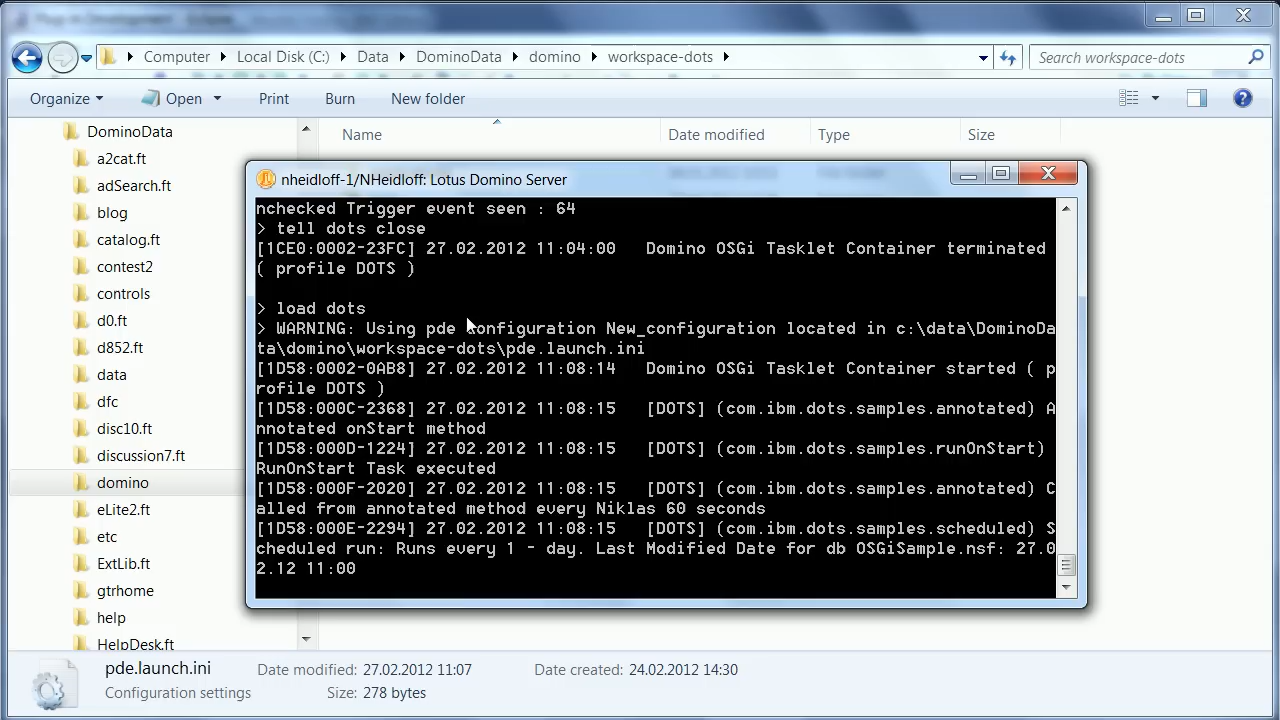 Computer Local Disk (C:) Data DominoData domino workspace-dots
Search workspace-dots
Organize Open Print Burn New folder
Name Date modified Type Size
DominoData
a2cat.ft
adSearch.ft
blog
catalog.ft
contest2
controls
d0.ft
d852.ft
data
dfc
disc10.ft
discussion7.ft
domino
eLite2.ft
etc
ExtLib.ft
gtrhome
help
HelpDesk.ft
nheidloff-1/NHeidloff: Lotus Domino Server
nchecked Trigger event seen : 64
> tell dots close
[1CE0:0002-23FC] 27.02.2012 11:04:00 Domino OSGi Tasklet Container terminated
( profile DOTS )
> load dots
> WARNING: Using pde configuration New_configuration located in c:\data\DominoDa
ta\domino\workspace-dots\pde.launch.ini
[1D58:0002-0AB8] 27.02.2012 11:08:14 Domino OSGi Tasklet Container started ( p
rofile DOTS )
[1D58:000C-2368] 27.02.2012 11:08:15 [DOTS] (com.ibm.dots.samples.annotated) A
nnotated onStart method
[1D58:000D-1224] 27.02.2012 11:08:15 [DOTS] (com.ibm.dots.samples.runOnStart)
RunOnStart Task executed
[1D58:000F-2020] 27.02.2012 11:08:15 [DOTS] (com.ibm.dots.samples.annotated) C
alled from annotated method every Niklas 60 seconds
[1D58:000E-2294] 27.02.2012 11:08:15 [DOTS] (com.ibm.dots.samples.scheduled) S
cheduled run: Runs every 1 - day. Last Modified Date for db OSGiSample.nsf: 27.0
2.12 11:00
pde.launch.ini Date modified: 27.02.2012 11:07 Date created: 24.02.2012 14:30
Configuration settings Size: 278 bytes